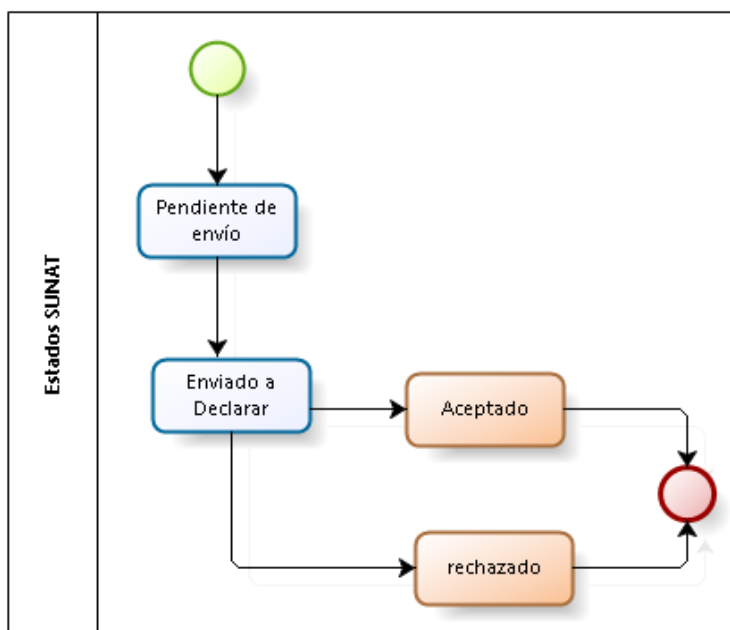 Estados SUNAT
Pendiente de
envío
Enviado a
Declarar
Aceptado
rechazado